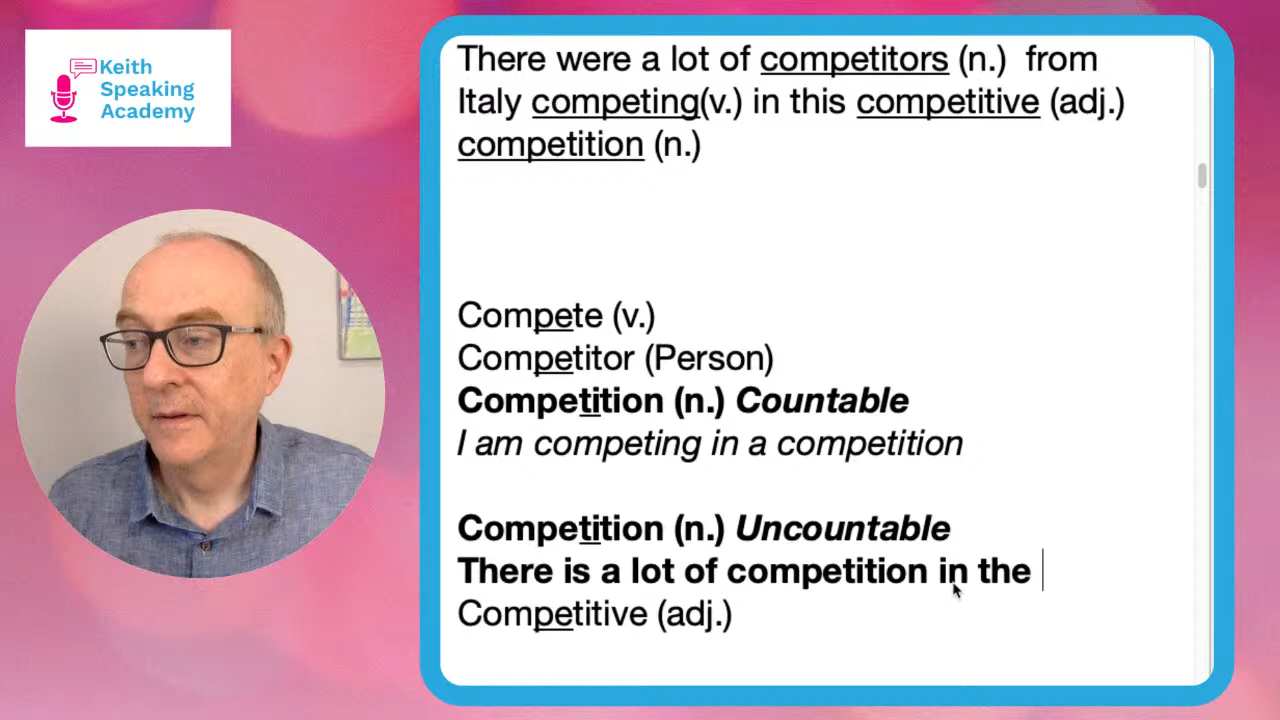 Keith
Speaking
Academy
There were a lot of competitors (n.) from
Italy competing(v.) in this competitive (adj.)
competition (n.)
Compete (v.)
Competitor (Person)
Competition (n.) Countable
I am competing in a competition
Competition (n.) Uncountable
There is a lot of competition in the
Competitive (adj.)